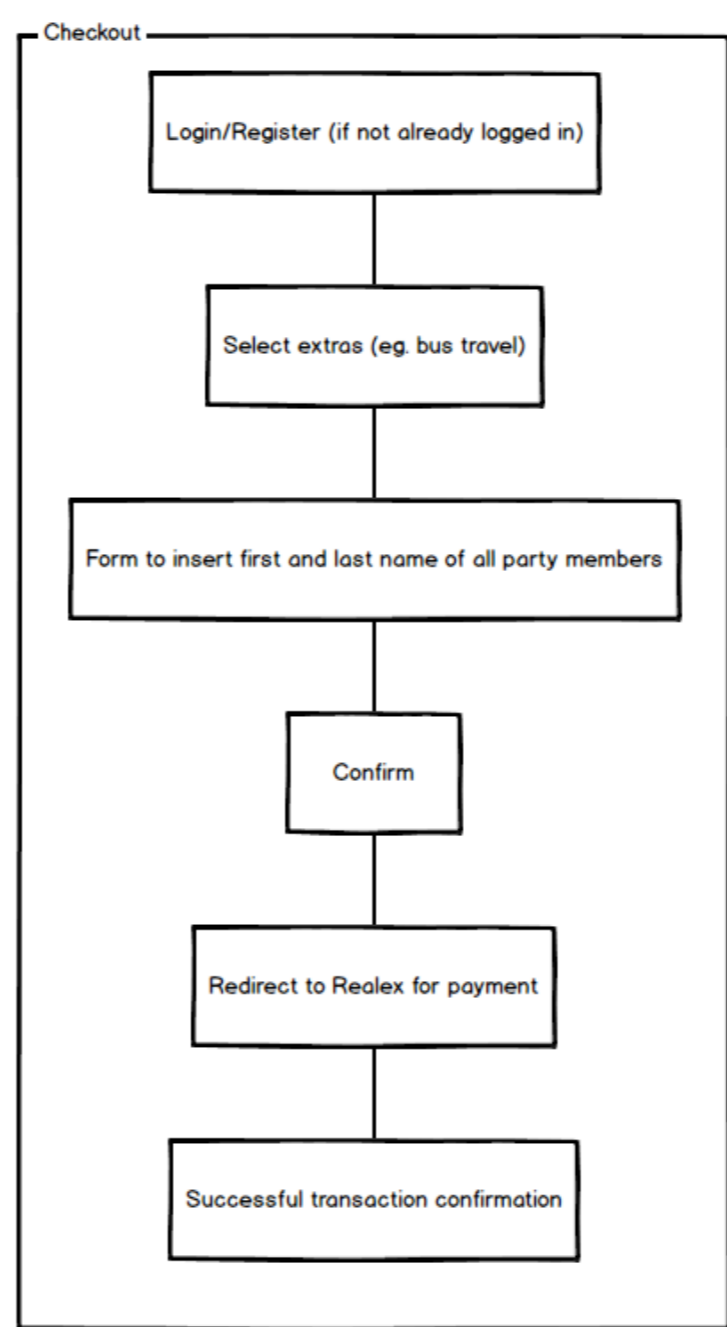 Checkout
Login/Register (if not already logged in)
Select extras (eg. bus travel)
Form to insert first and last name of all party members
Confirm
Redirect to Realex for payment
Successful transaction confirmation